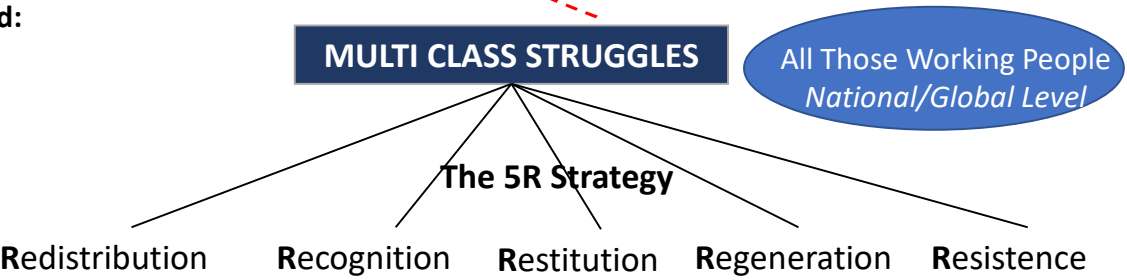 d:
MULTI CLASS STRUGGLES
All Those Working People
National/Global Level
The 5R Strategy
Redistribution
Recognition
Restitution
Regeneration
Resistence